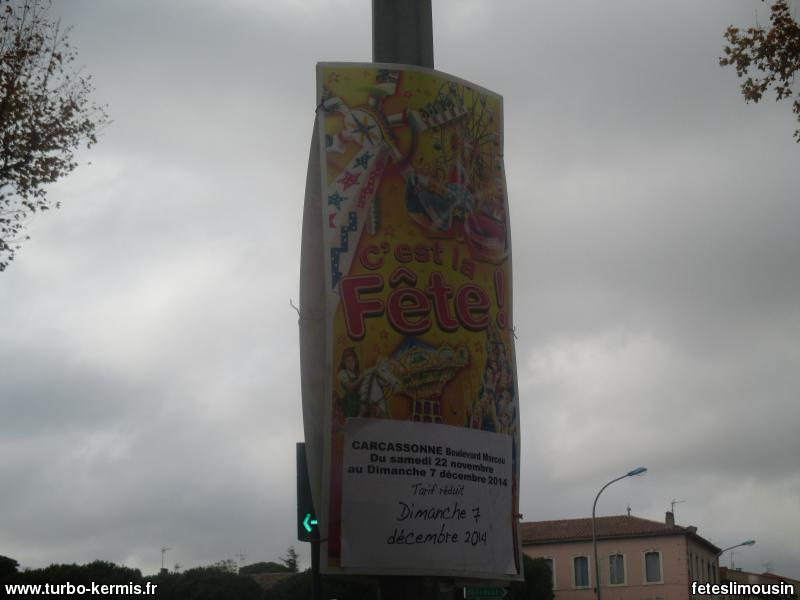 C'est la
Fête!
CARCASSONNE Boulevard Marcou
Du samedi 22 novembre
au Dimanche 7 décembre 2014
Tarif réduit
Dimanche 7
décembre 2014
www.turbo-kermis.fr
feteslimousin